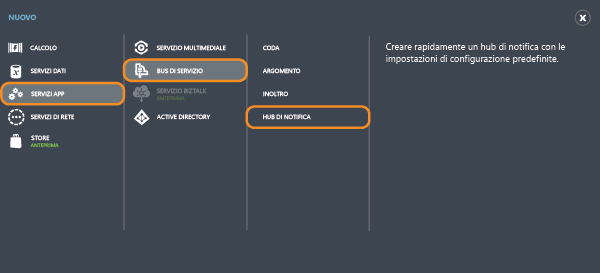 NUOVO
CALCOLO
SERVIZI DATI
SERVIZI APP
SERVIZI DI RETE
STORE
ANTEPRIMA
SERVIZIO MULTIMEDIALE
BUS DI SERVIZIO
SERVIZIO BIZTALK
ANTEPRIMA
ACTIVE DIRECTORY
CODA
ARGOMENTO
INOLTRO
HUB DI NOTIFICA
Creare rapidamente un hub di notifica con le
impostazioni di configurazione predefinite.